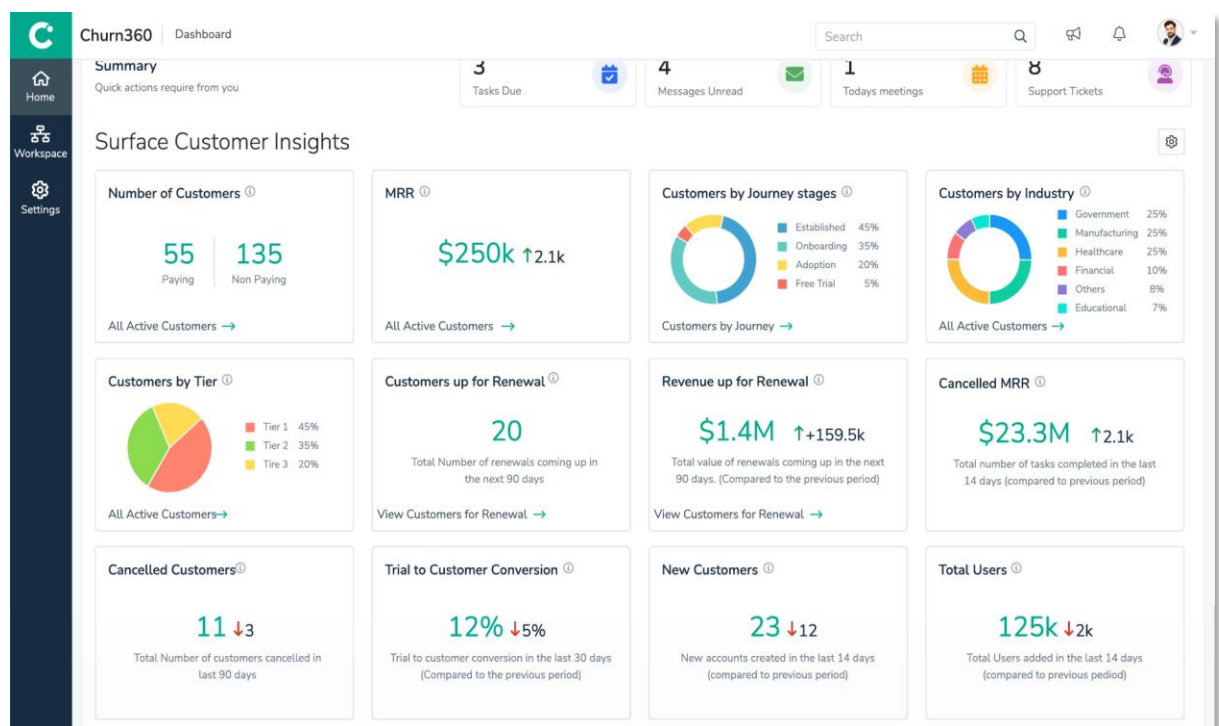 Churn360
Dashboard
Search
Home
Workspace
Settings
Summary
Quick actions require from you
3
Tasks Due
4
Messages Unread
1
Todays meetings
8
Support Tickets
Surface Customer Insights
Number of Customers
55
Paying
135
Non Paying
All Active Customers →
MRR
$250k ↑2.1k
All Active Customers →
Customers by Journey stages
Established 45%
Onboarding 35%
Adoption 20%
Free Trial 5%
Customers by Journey →
Customers by Industry
Government 25%
Manufacturing 25%
Healthcare 25%
Financial 10%
Others 8%
Educational 7%
All Active Customers →
Customers by Tier
Tier 1 45%
Tier 2 35%
Tire 3 20%
All Active Customers→
Customers up for Renewal
20
Total Number of renewals coming up in
the next 90 days
View Customers for Renewal →
Revenue up for Renewal
$1.4M ↑+159.5k
Total value of renewals coming up in the next
90 days. (Compared to the previous period)
View Customers for Renewal →
Cancelled MRR
$23.3M ↑2.1k
Total number of tasks completed in the last
14 days (compared to previous period)
Cancelled Customers
11 ↓3
Total Number of customers cancelled in
last 90 days
Trial to Customer Conversion
12% ↓5%
Trial to customer conversion in the last 30 days
(Compared to the previous period)
New Customers
23 ↓12
New accounts created in the last 14 days
(compared to previous period)
Total Users
125k ↓2k
Total Users added in the last 14 days
(compared to previous pediod)